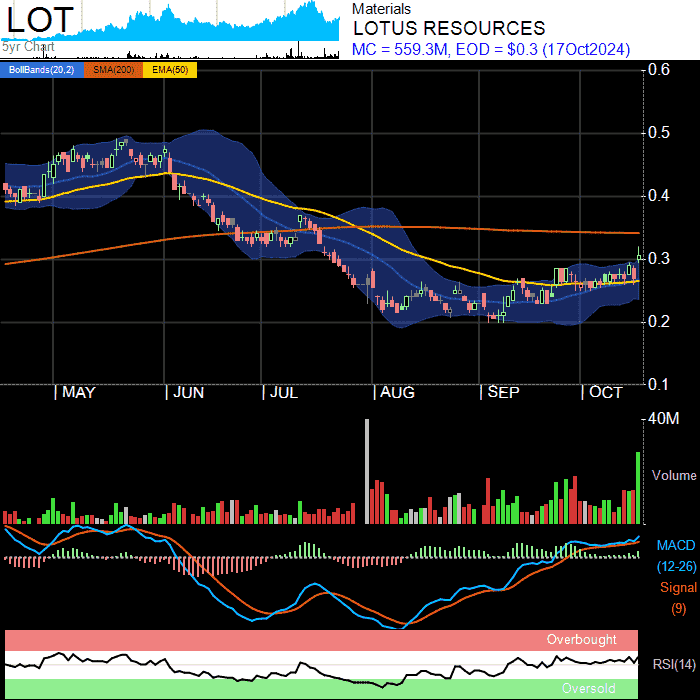 LOT
5yr Chart
Materials
LOTUS RESOURCES
MC = 559.3M, EOD = $0.3 (17Oct2024)
BollBands(20,2) SMA(200) EMA(50)
0.6
0.5
0.4
0.3
0.2
0.1
MAY JUN JUL AUG SEP OCT
40M
Volume
MACD
(12-26)
Signal
(9)
Overbought
RSI(14)
Oversold